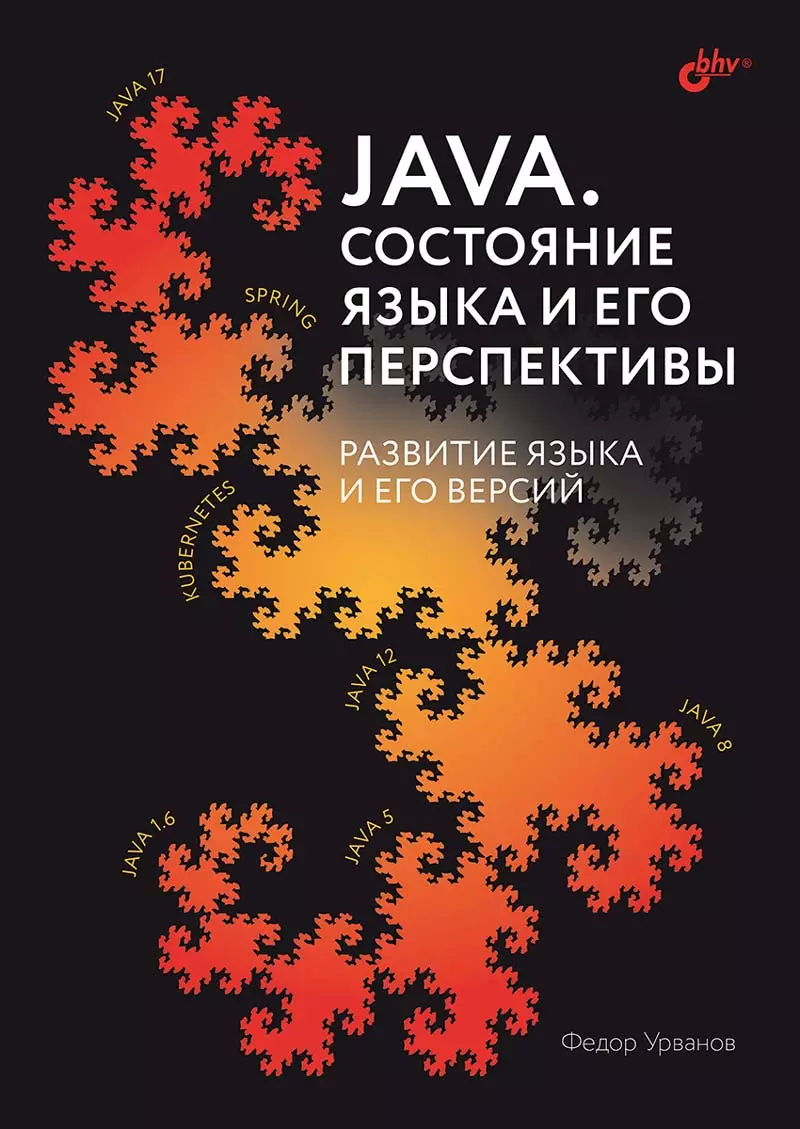 bhv®
JAVA 17
JAVA.
СОСТОЯНИЕ
ЯЗЫКА И ЕГО
ПЕРСПЕКТИВЫ
SPRING
РАЗВИТИЕ ЯЗЫКА
И ЕГО ВЕРСИЙ
KUBERNETES
JAVA 12
JAVA 8
JAVA 1.6
JAVA 5
Федор Урванов